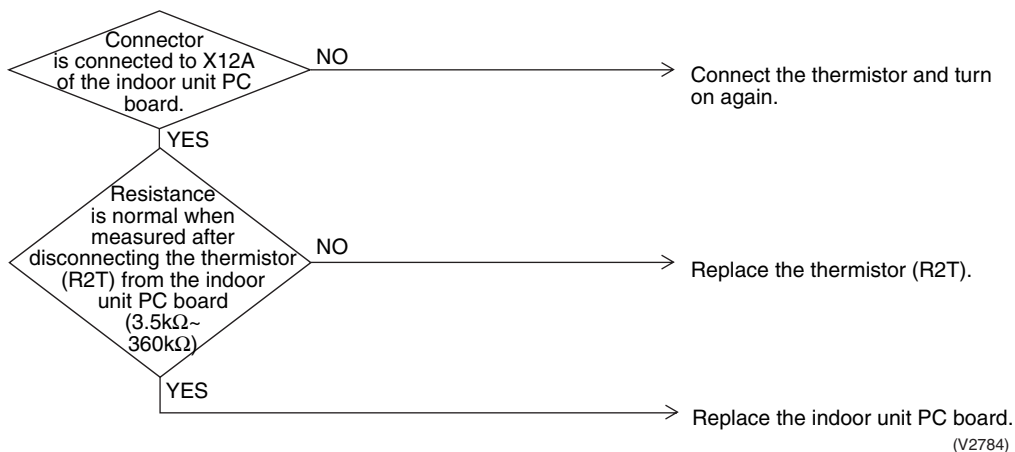 Connector
is connected to X12A
of the indoor unit PC
board.
NO
Connect the thermistor and turn
on again.
YES
Resistance
is normal when
measured after
disconnecting the thermistor
(R2T) from the indoor
unit PC board
(3.5kΩ~
360kΩ)
NO
Replace the thermistor (R2T).
YES
Replace the indoor unit PC board.
(V2784)